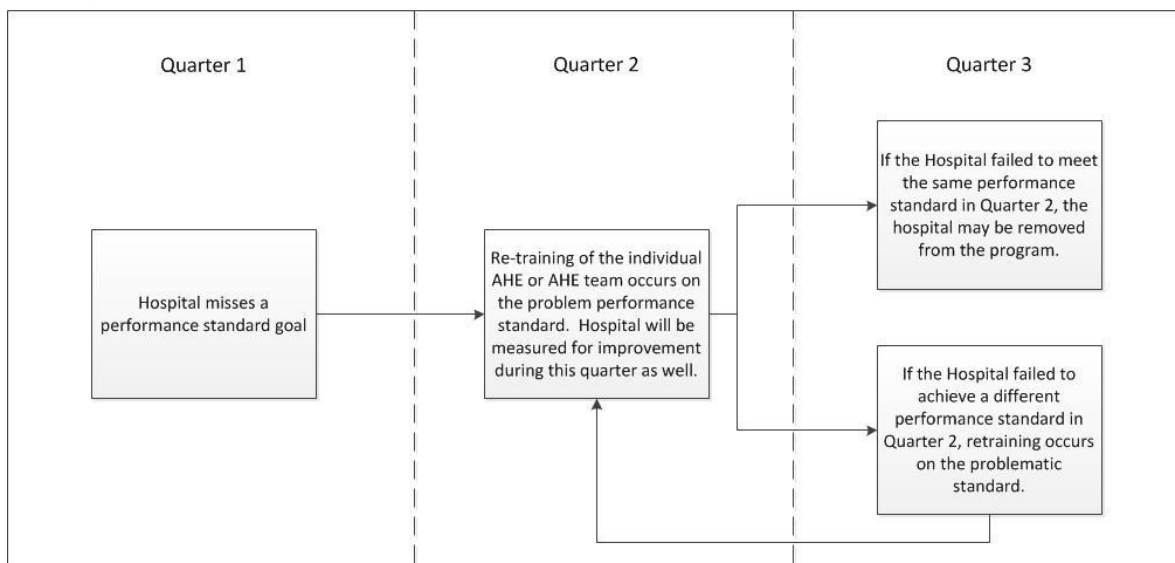 Quarter 1
Quarter 2
Quarter 3
Hospital misses a
performance standard goal
Re-training of the individual
AHE or AHE team occurs on
the problem performance
standard.  Hospital will be
measured for improvement
during this quarter as well.
If the Hospital failed to meet
the same performance
standard in Quarter 2, the
hospital may be removed
from the program.
If the Hospital failed to
achieve a different
performance standard in
Quarter 2, retraining occurs
on the problematic
standard.